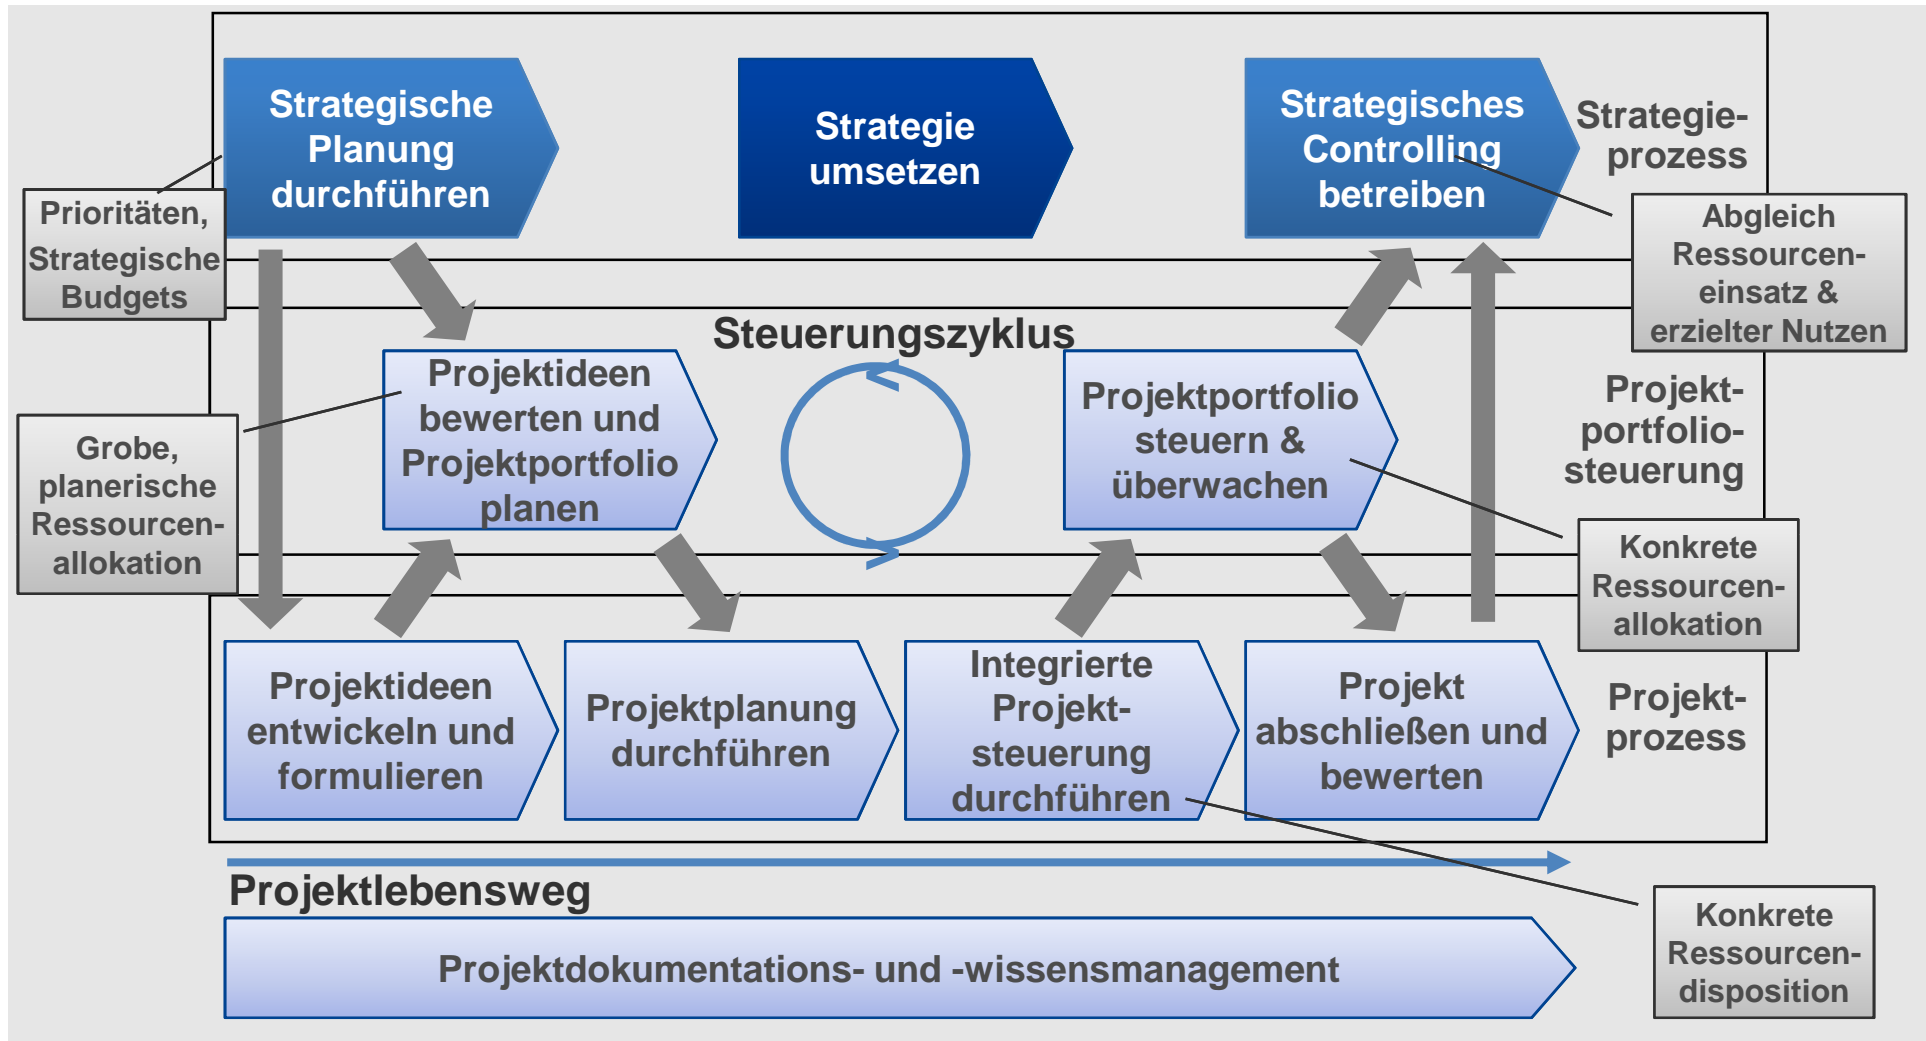 Strategische
Planung
durchführen
Strategie
umsetzen
Strategisches
Controlling
betreiben
Strategie-
prozess
Prioritäten,
Strategische
Budgets
Abgleich
Ressourcen-
einsatz &
erzielter Nutzen
Steuerungszyklus
Projektideen
bewerten und
Projektportfolio
planen
Projektportfolio
steuern &
überwachen
Projekt-
portfolio-
steuerung
Grobe,
planerische
Ressourcen-
allokation
Konkrete
Ressourcen-
allokation
Projektideen
entwickeln und
formulieren
Projektplanung
durchführen
Integrierte
Projekt-
steuerung
durchführen
Projekt
abschließen und
bewerten
Projekt-
prozess
Projektlebensweg
Projektdokumentations- und -wissensmanagement
Konkrete
Ressourcen-
disposition